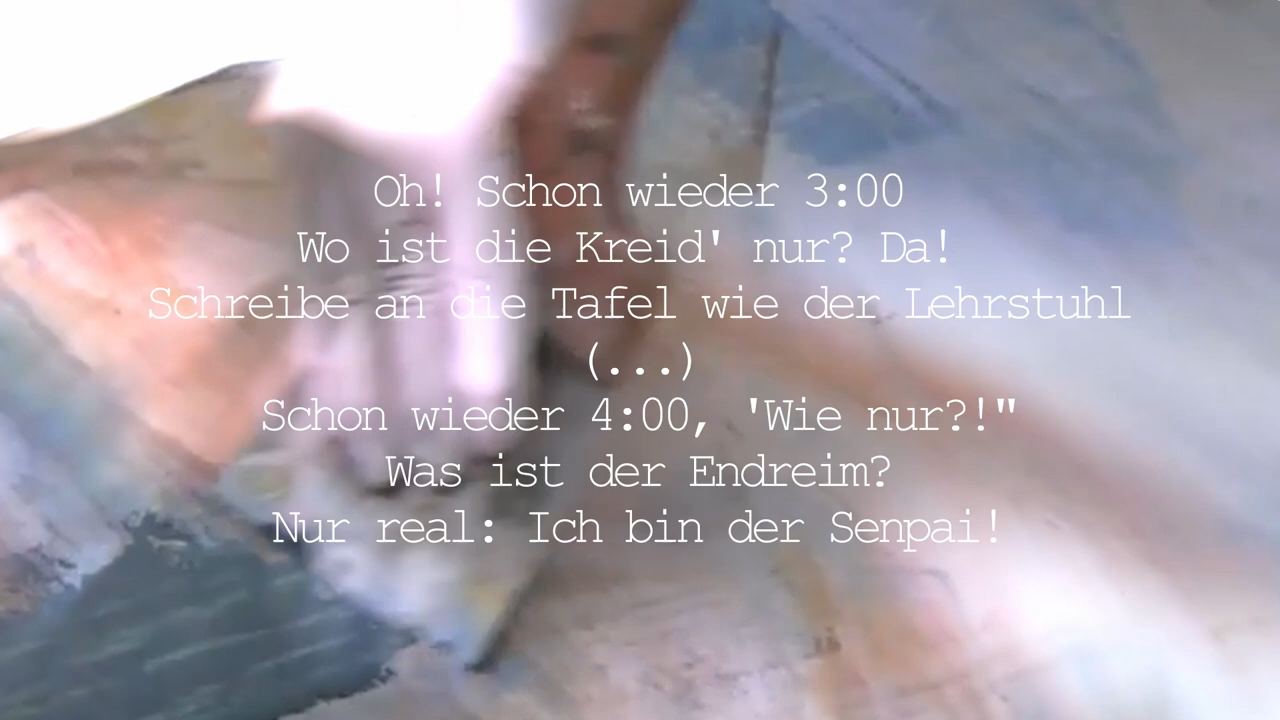 Oh! Schon wieder 3:00
Wo ist die Kreid' nur? Da!
Schreibe an die Tafel wie der Lehrstuhl
(...)
Schon wieder 4:00, 'Wie nur?!"
Was ist der Endreim?
Nur real: Ich bin der Senpai!